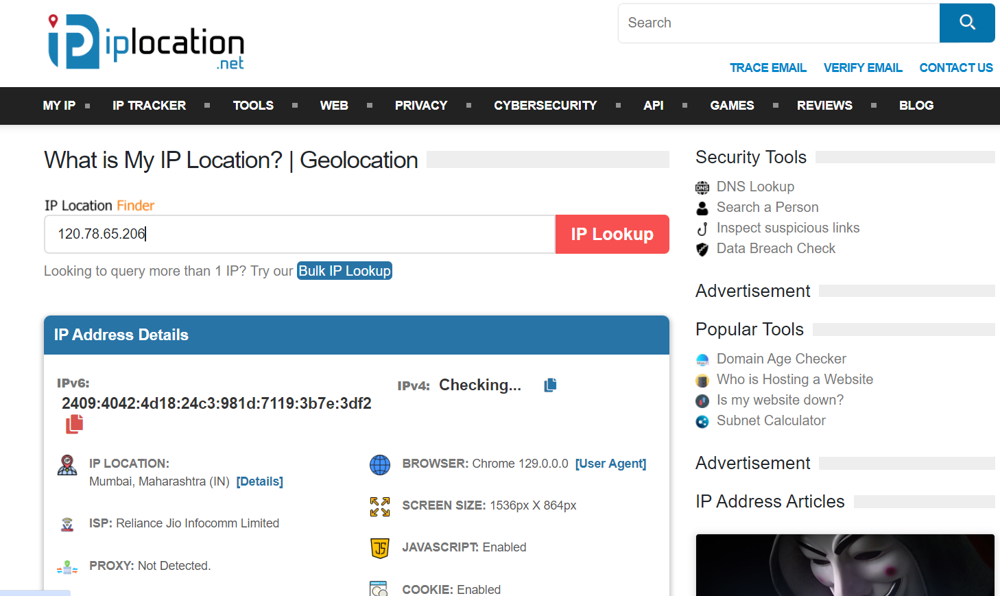 iplocation
.net
Search
TRACE EMAIL VERIFY EMAIL CONTACT US
MY IP IP TRACKER TOOLS WEB PRIVACY CYBERSECURITY API GAMES REVIEWS BLOG
What is My IP Location? | Geolocation
IP Location Finder
120.78.65.206
IP Lookup
Looking to query more than 1 IP? Try our Bulk IP Lookup
IP Address Details
IPv6:
2409:4042:4d18:24c3:981d:7119:3b7e:3df2
IPv4: Checking...
IP LOCATION:
Mumbai, Maharashtra (IN) [Details]
ISP: Reliance Jio Infocomm Limited
PROXY: Not Detected.
BROWSER: Chrome 129.0.0.0 [User Agent]
SCREEN SIZE: 1536px X 864px
JAVASCRIPT: Enabled
COOKIE: Enabled
Security Tools
DNS Lookup
Search a Person
Inspect suspicious links
Data Breach Check
Advertisement
Popular Tools
Domain Age Checker
Who is Hosting a Website
Is my website down?
Subnet Calculator
Advertisement
IP Address Articles